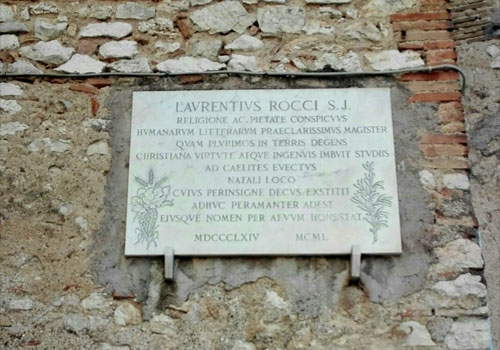 LAVRENTIVS ROCCI S.J.
RELIGIONE AC PIETATE CONSPICVVS
HVMANARVM LITTERARVM PRAECLARISSIMVS MAGISTER
QVAM PLVRIMOS IN TERRIS DEGENS
CHRISTIANA VIRTVTE ATQVE INGENVIS IMBVIT STVDIIS
AD CAELITES EVECTVS
NATALI LOCO
CVIVS PERINSIGNE DECVS EXSTITIT
ADHVC PERAMANTER ADEST
EIVSQVE NOMEN PER AEVVM HONESTAT
MDCCCLXIV MCML